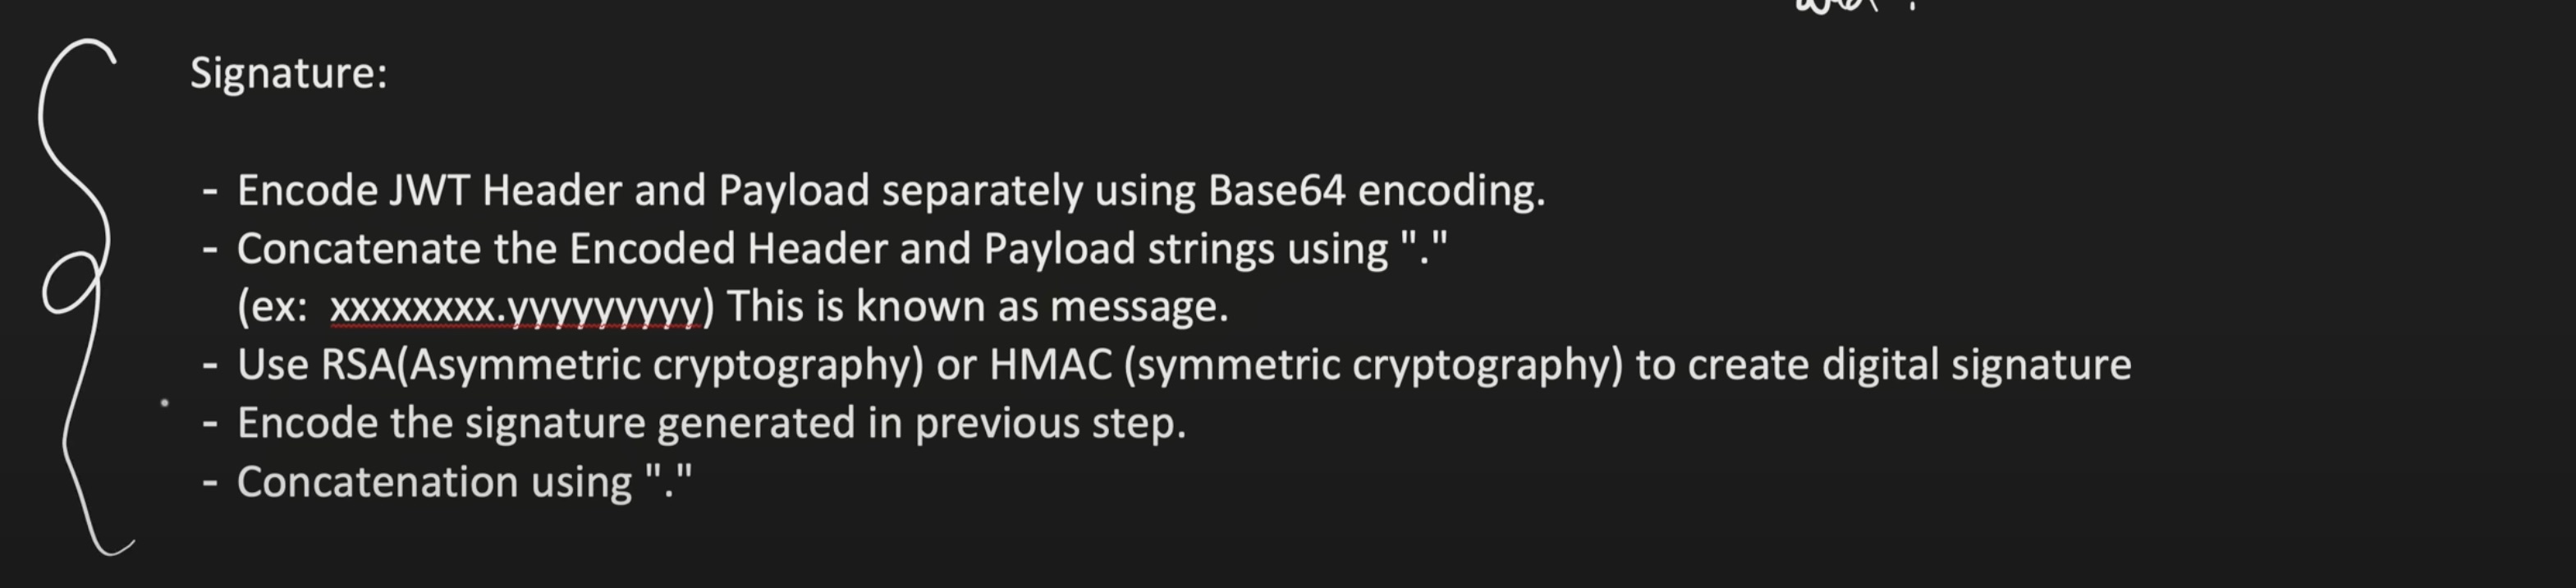 Signature:
- Encode JWT Header and Payload separately using Base64 encoding.
- Concatenate the Encoded Header and Payload strings using "."
(ex:  xxxxxxxx.yyyyyyyyy) This is known as message.
- Use RSA(Asymmetric cryptography) or HMAC (symmetric cryptography) to create digital signature
- Encode the signature generated in previous step.
- Concatenation using "."